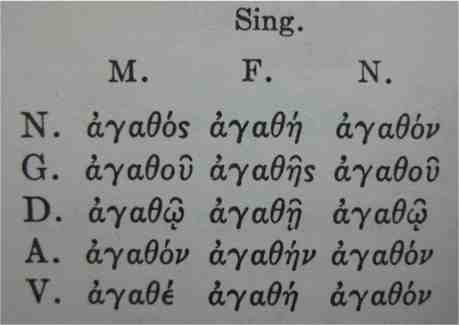 Sing.
M. F. N.
N. ἀγαθός ἀγαθή ἀγαθόν
G. ἀγαθοῦ ἀγαθῆς ἀγαθοῦ
D. ἀγαθῷ ἀγαθῇ ἀγαθῷ
A. ἀγαθόν ἀγαθήν ἀγαθόν
V. ἀγαθέ ἀγαθή ἀγαθόν